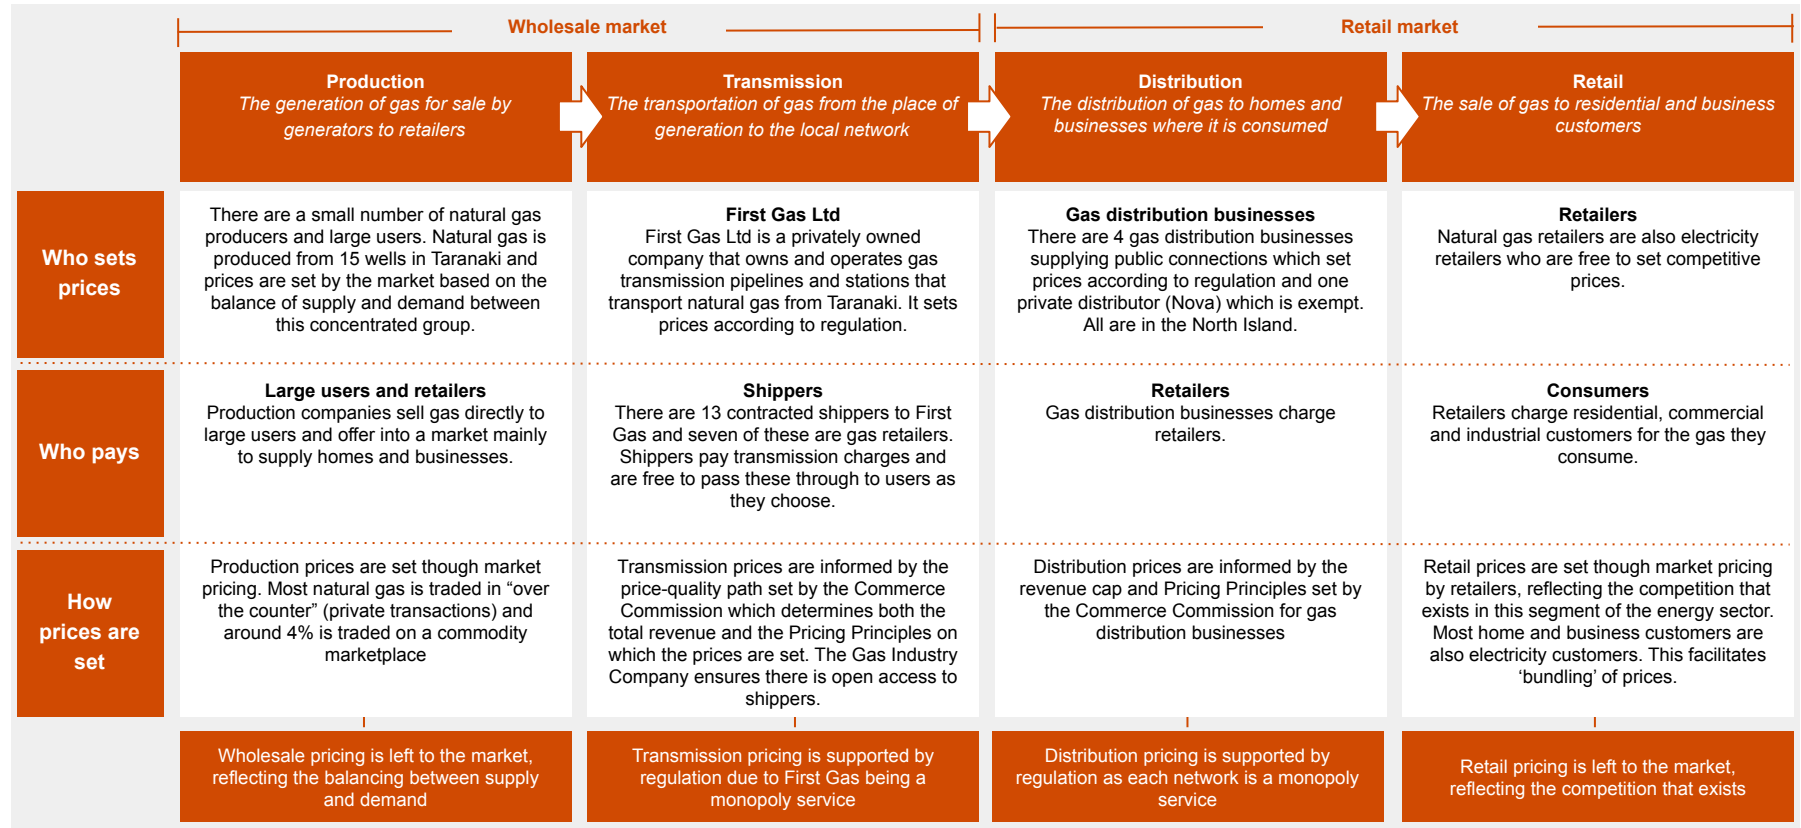 Wholesale market
Retail market
Production
The generation of gas for sale by
generators to retailers
Transmission
The transportation of gas from the place of
generation to the local network
Distribution
The distribution of gas to homes and
businesses where it is consumed
Retail
The sale of gas to residential and business
customers
Who sets
prices
There are a small number of natural gas
producers and large users. Natural gas is
produced from 15 wells in Taranaki and
prices are set by the market based on the
balance of supply and demand between
this concentrated group.
First Gas Ltd
First Gas Ltd is a privately owned
company that owns and operates gas
transmission pipelines and stations that
transport natural gas from Taranaki. It sets
prices according to regulation.
Gas distribution businesses
There are 4 gas distribution businesses
supplying public connections which set
prices according to regulation and one
private distributor (Nova) which is exempt.
All are in the North Island.
Retailers
Natural gas retailers are also electricity
retailers who are free to set competitive
prices.
Who pays
Large users and retailers
Production companies sell gas directly to
large users and offer into a market mainly
to supply homes and businesses.
Shippers
There are 13 contracted shippers to First
Gas and seven of these are gas retailers.
Shippers pay transmission charges and
are free to pass these through to users as
they choose.
Retailers
Gas distribution businesses charge
retailers.
Consumers
Retailers charge residential, commercial
and industrial customers for the gas they
consume.
How
prices are
set
Production prices are set though market
pricing. Most natural gas is traded in “over
the counter” (private transactions) and
around 4% is traded on a commodity
marketplace
Transmission prices are informed by the
price-quality path set by the Commerce
Commission which determines both the
total revenue and the Pricing Principles on
which the prices are set. The Gas Industry
Company ensures there is open access to
shippers.
Distribution prices are informed by the
revenue cap and Pricing Principles set by
the Commerce Commission for gas
distribution businesses
Retail prices are set though market pricing
by retailers, reflecting the competition that
exists in this segment of the energy sector.
Most home and business customers are
also electricity customers. This facilitates
‘bundling’ of prices.
Wholesale pricing is left to the market,
reflecting the balancing between supply
and demand
Transmission pricing is supported by
regulation due to First Gas being a
monopoly service
Distribution pricing is supported by
regulation as each network is a monopoly
service
Retail pricing is left to the market,
reflecting the competition that exists